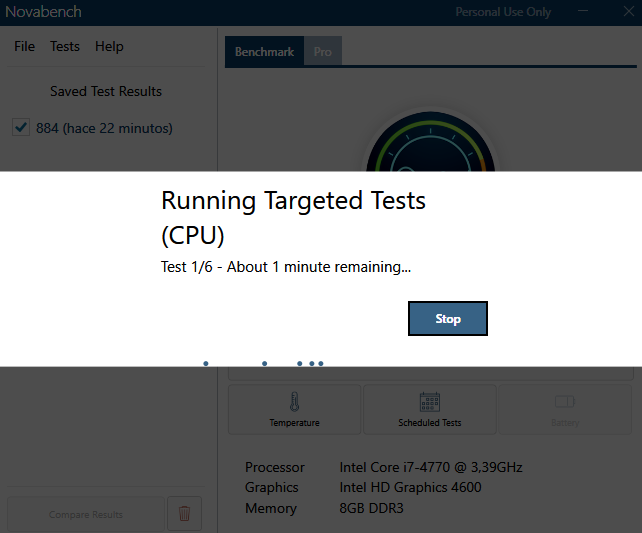 Novabench
Personal Use Only
File Tests Help
Saved Test Results
884 (hace 22 minutos)
Benchmark Pro
Running Targeted Tests
(CPU)
Test 1/6 - About 1 minute remaining...
Stop
Temperature
Scheduled Tests
Battery
Processor Intel Core i7-4770 @ 3,39GHz
Graphics Intel HD Graphics 4600
Memory 8GB DDR3
Compare Results